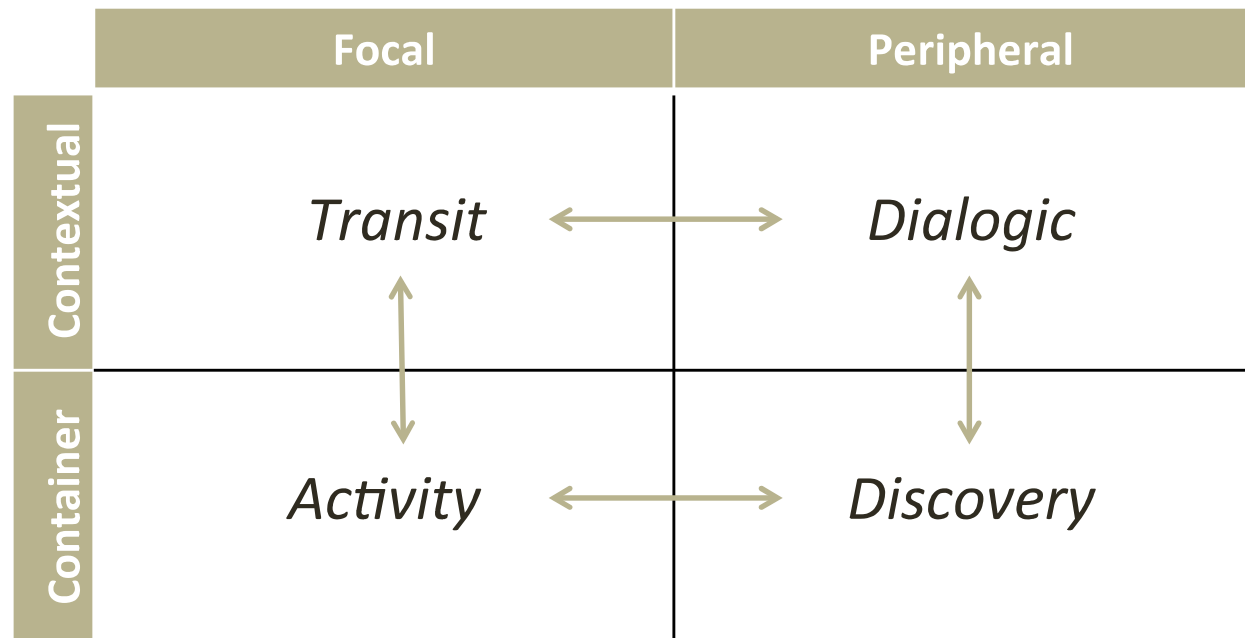 Focal
Peripheral
Contextual
Transit
Dialogic
Container
Activity
Discovery